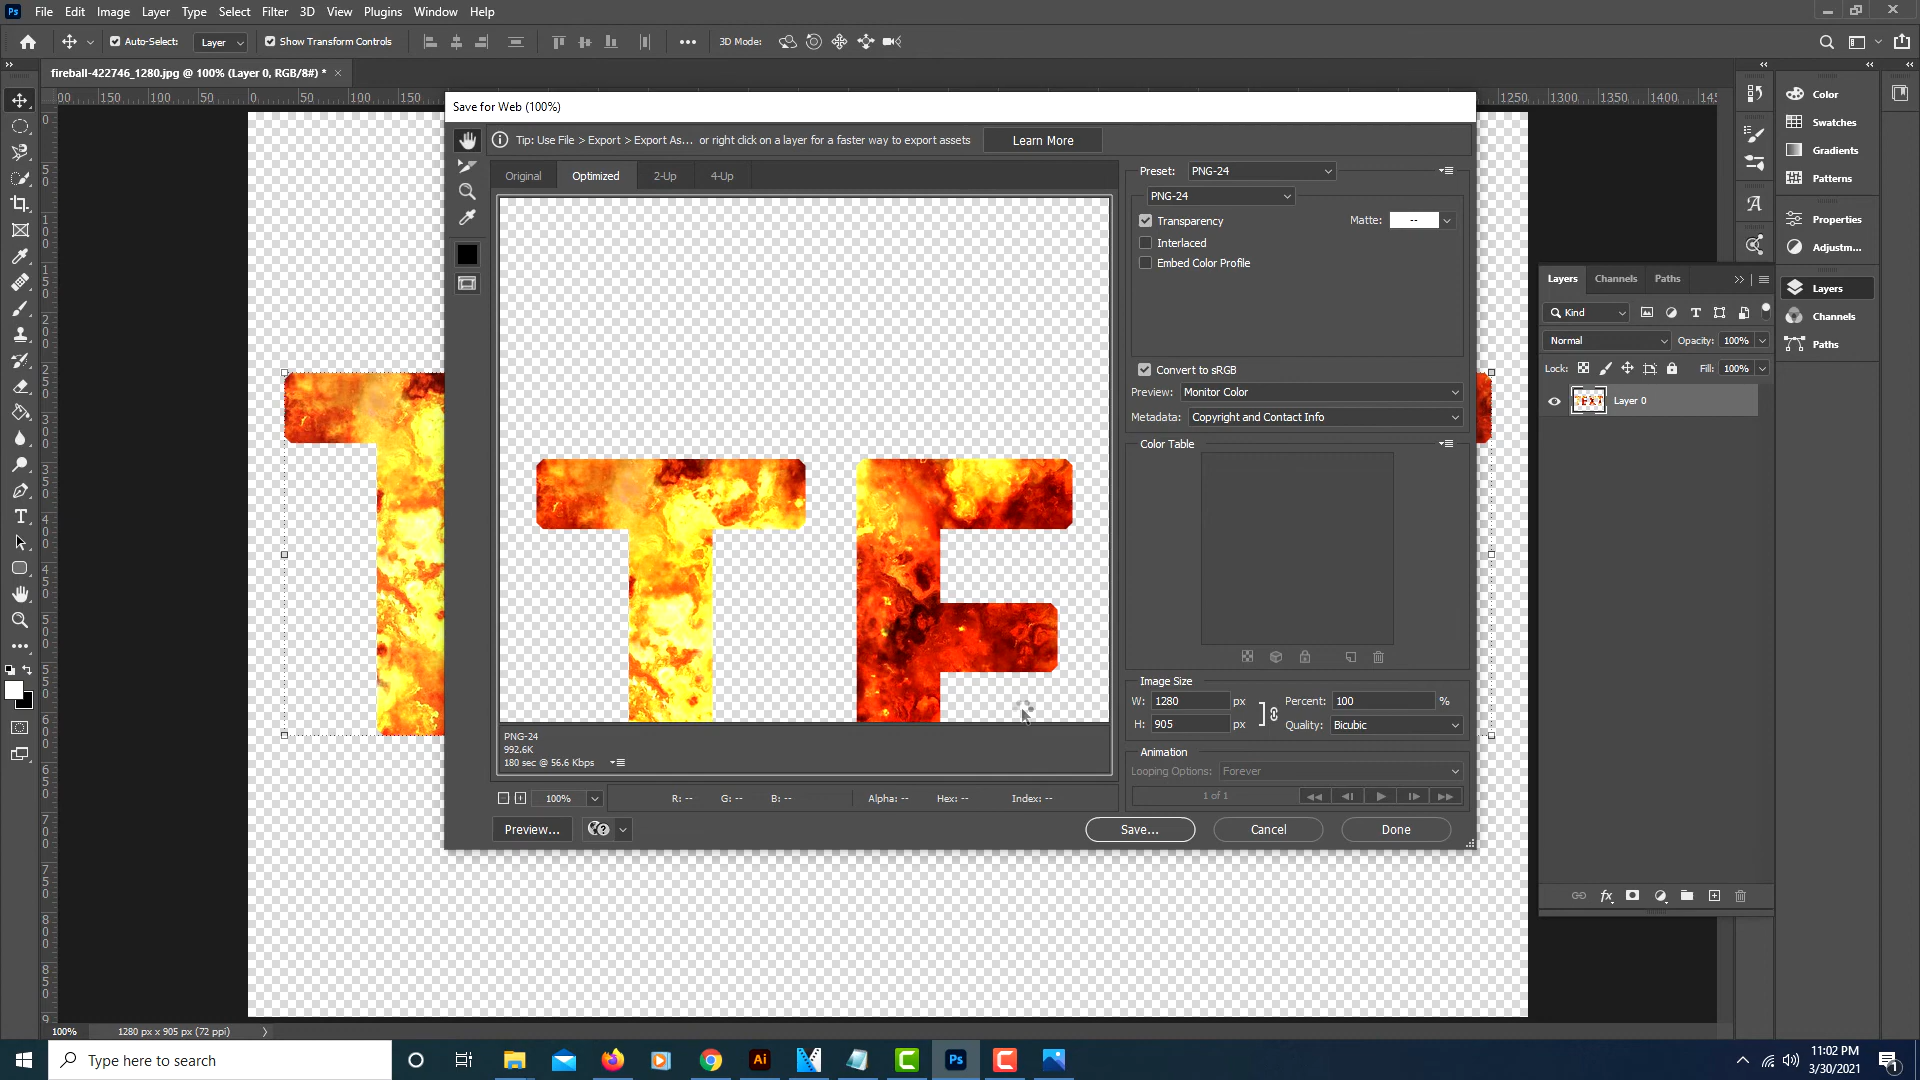 Ps File Edit Image Layer Type Select Filter 3D View Plugins Window Help
Auto-Select: Layer Show Transform Controls 3D Mode:
fireball-422746_1280.jpg @ 100% (Layer 0, RGB/8#) *
Save for Web (100%)
Tip: Use File > Export > Export As... or right click on a layer for a faster way to export assets
Learn More
Original Optimized 2-Up 4-Up
Preset: PNG-24
PNG-24
Transparency Matte: --
Interlaced
Embed Color Profile
Convert to sRGB
Preview: Monitor Color
Metadata: Copyright and Contact Info
Color Table
Image Size
W: 1280 px Percent: 100 %
H: 905 px Quality: Bicubic
Animation
Looping Options: Forever
1 of 1
PNG-24
992.6K
180 sec @ 56.6 Kbps
100% R: -- G: -- B: -- Alpha: -- Hex: -- Index: --
Preview... Save... Cancel Done
Color
Swatches
Gradients
Patterns
Properties
Adjustm...
Layers
Channels
Paths
Layers Channels Paths
Kind
Normal Opacity: 100%
Lock: Fill: 100%
TEXT Layer 0
100% 1280 px x 905 px (72 ppi)
Type here to search
Ai Ps
11:02 PM
3/30/2021
1